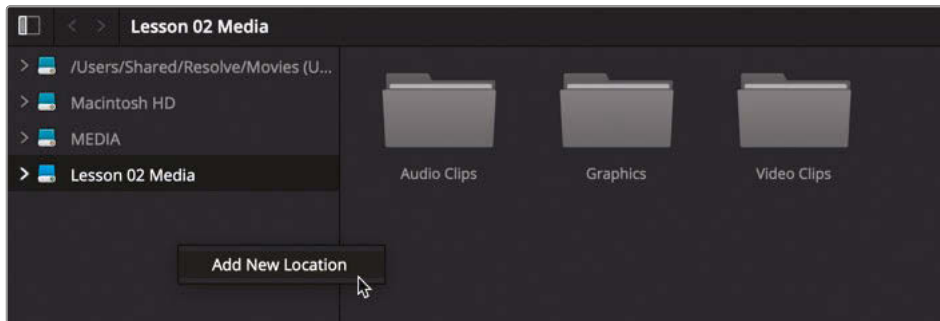 Lesson 02 Media
/Users/Shared/Resolve/Movies (U...
Macintosh HD
MEDIA
Lesson 02 Media
Audio Clips
Graphics
Video Clips
Add New Location